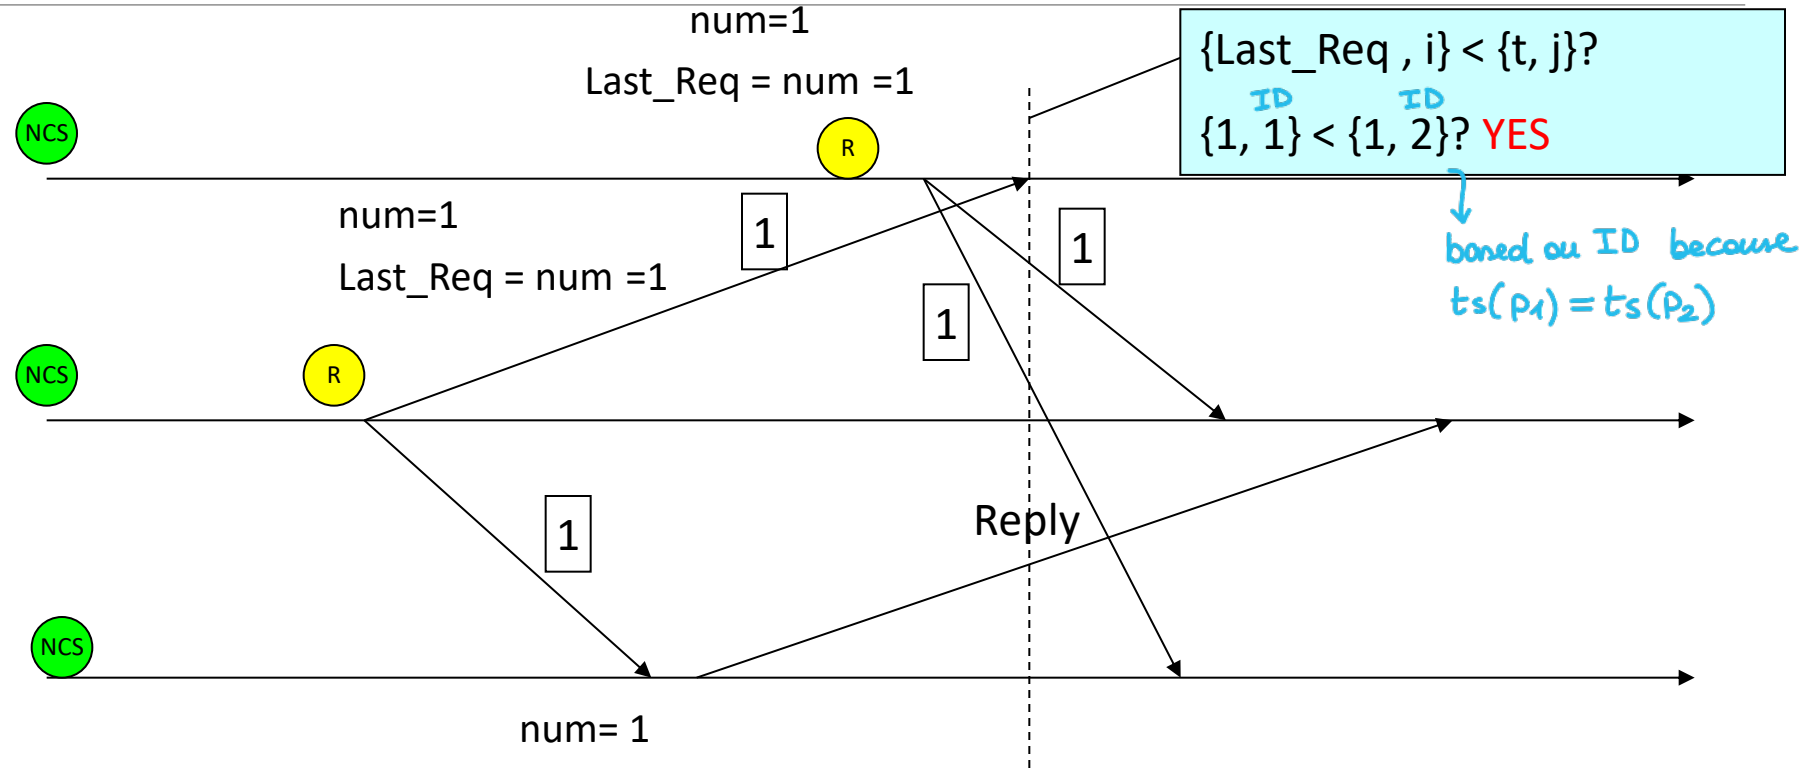 num=1
Last_Req = num =1
{Last_Req , i} < {t, j}?
ID ID
{1, 1} < {1, 2}? YES
NCS
R
num=1
Last_Req = num =1
1
1
1
based on ID because
ts(p1) = ts(p2)
NCS
R
1
Reply
NCS
num= 1